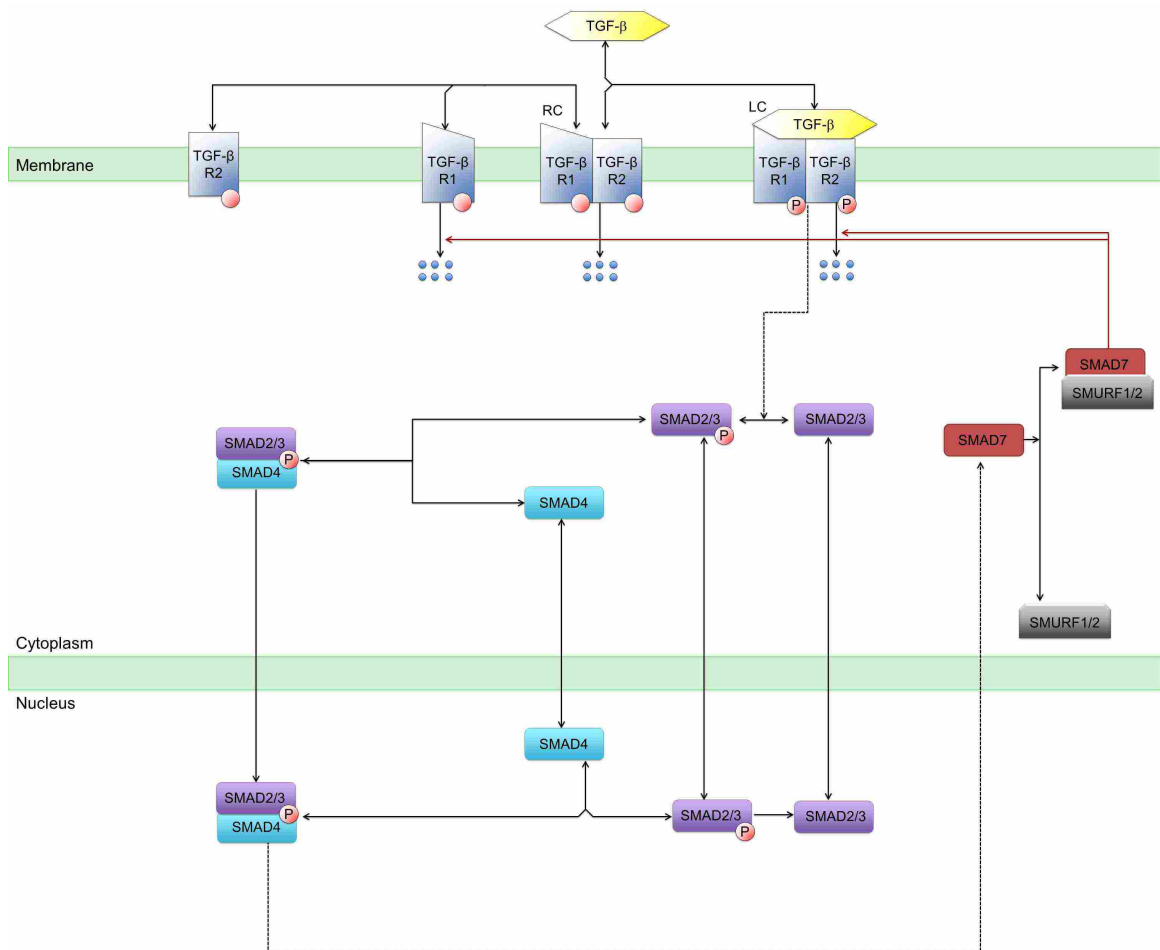 TGF-β
RC
LC
TGF-β
Membrane
TGF-β
R2
TGF-β
R1
TGF-β
R1
TGF-β
R2
TGF-β
R1
TGF-β
R2
P
P
SMAD7
SMURF1/2
SMAD2/3
P
SMAD2/3
SMAD2/3
P
SMAD4
SMAD7
SMAD4
SMURF1/2
Cytoplasm
Nucleus
SMAD4
SMAD2/3
P
SMAD4
SMAD2/3
P
SMAD2/3